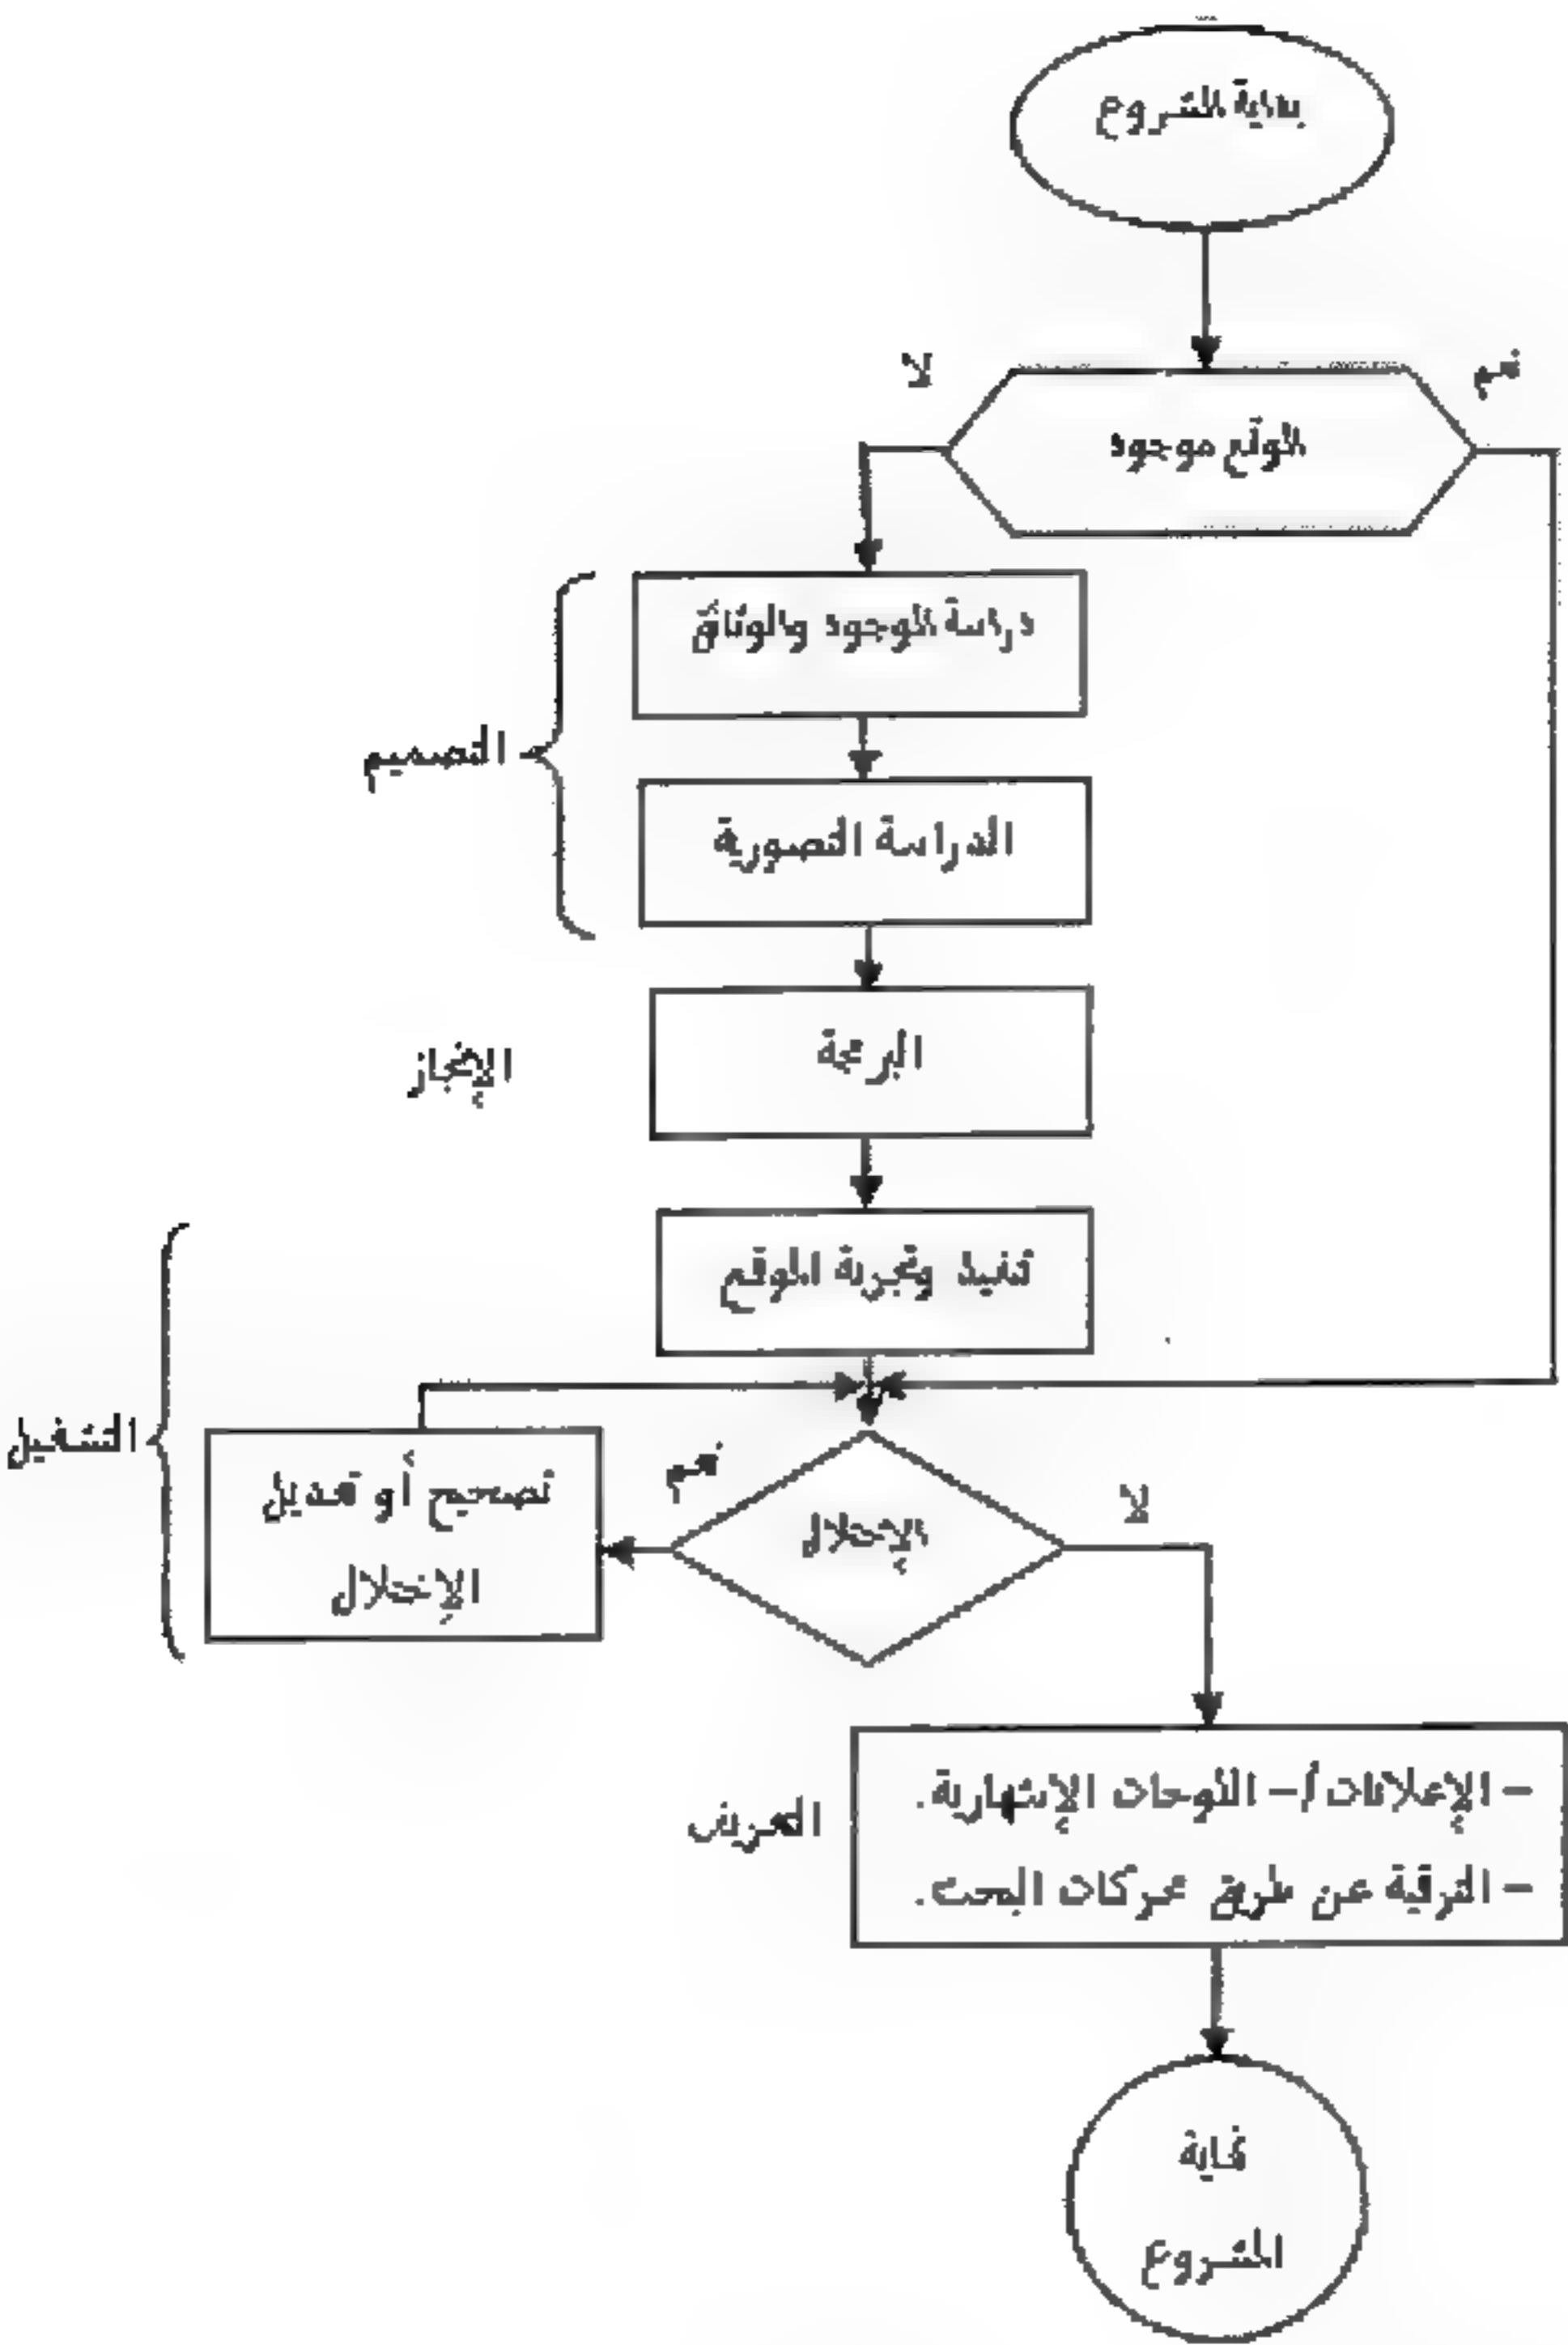 بداية المشروع
نعم
لا
الموقع موجود
دراسة الموجود والوثائق
التصميم
الدراسة التصورية
البرمجة
الإنجاز
تنفيذ وتجربة الموقع
التشغيل
نعم
لا
الإختلال
تصحيح أو تعديل
الإختلال
– الإعلانات /– اللوحات الإشهارية.
– الترقية عن طريق محركات البحث.
العرض
نهاية
المشروع